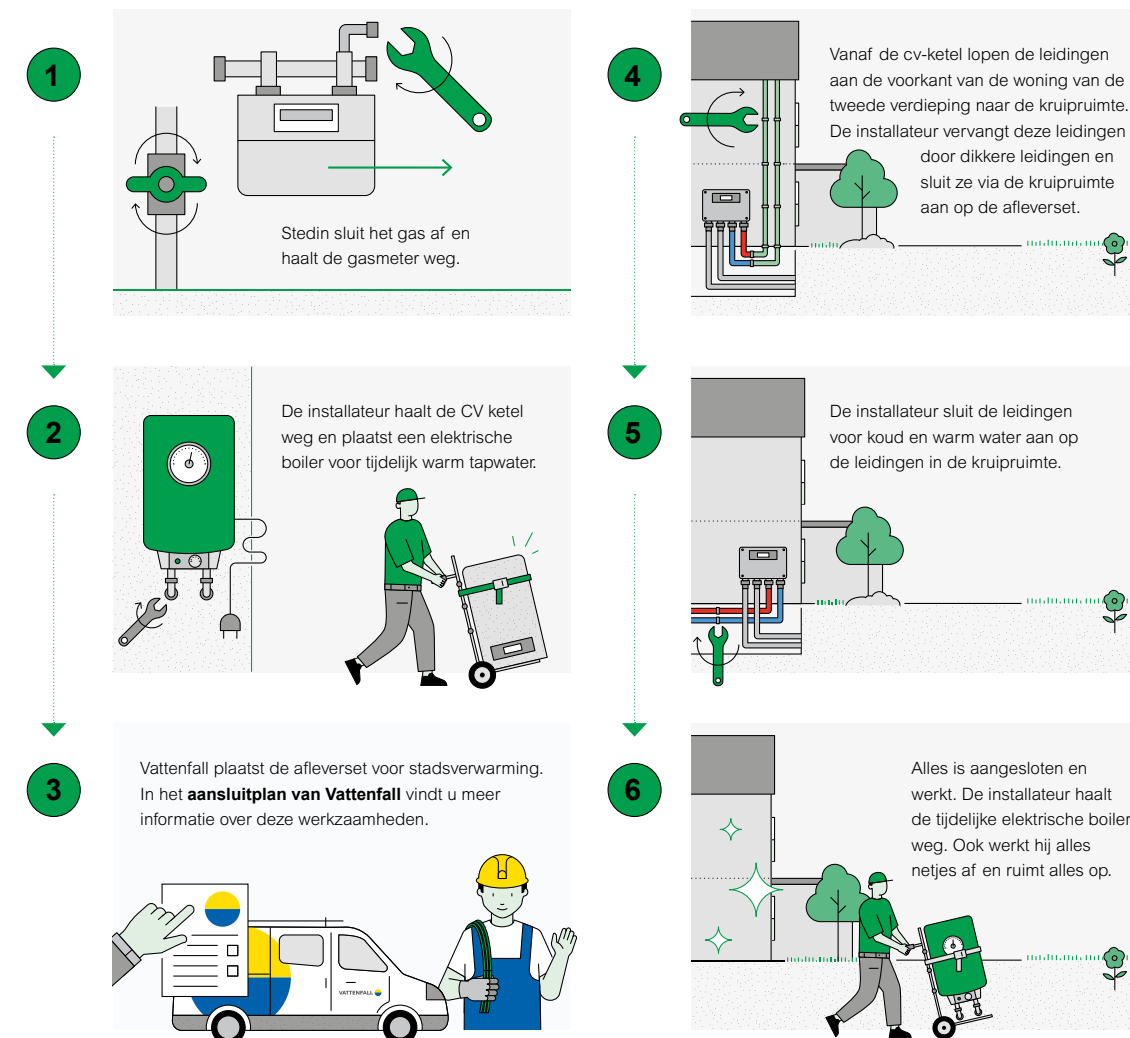 1
Stedin sluit het gas af en
haalt de gasmeter weg.
2
De installateur haalt de CV ketel
weg en plaatst een elektrische
boiler voor tijdelijk warm tapwater.
3
Vattenfall plaatst de afleverset voor stadsverwarming.
In het aansluitplan van Vattenfall vindt u meer
informatie over deze werkzaamheden.
VATTENFALL
4
Vanaf de cv-ketel lopen de leidingen
aan de voorkant van de woning van de
tweede verdieping naar de kruipruimte.
De installateur vervangt deze leidingen
door dikkere leidingen en
sluit ze via de kruipruimte
aan op de afleverset.
5
De installateur sluit de leidingen
voor koud en warm water aan op
de leidingen in de kruipruimte.
6
Alles is aangesloten en
werkt. De installateur haalt
de tijdelijke elektrische boiler
weg. Ook werkt hij alles
netjes af en ruimt alles op.